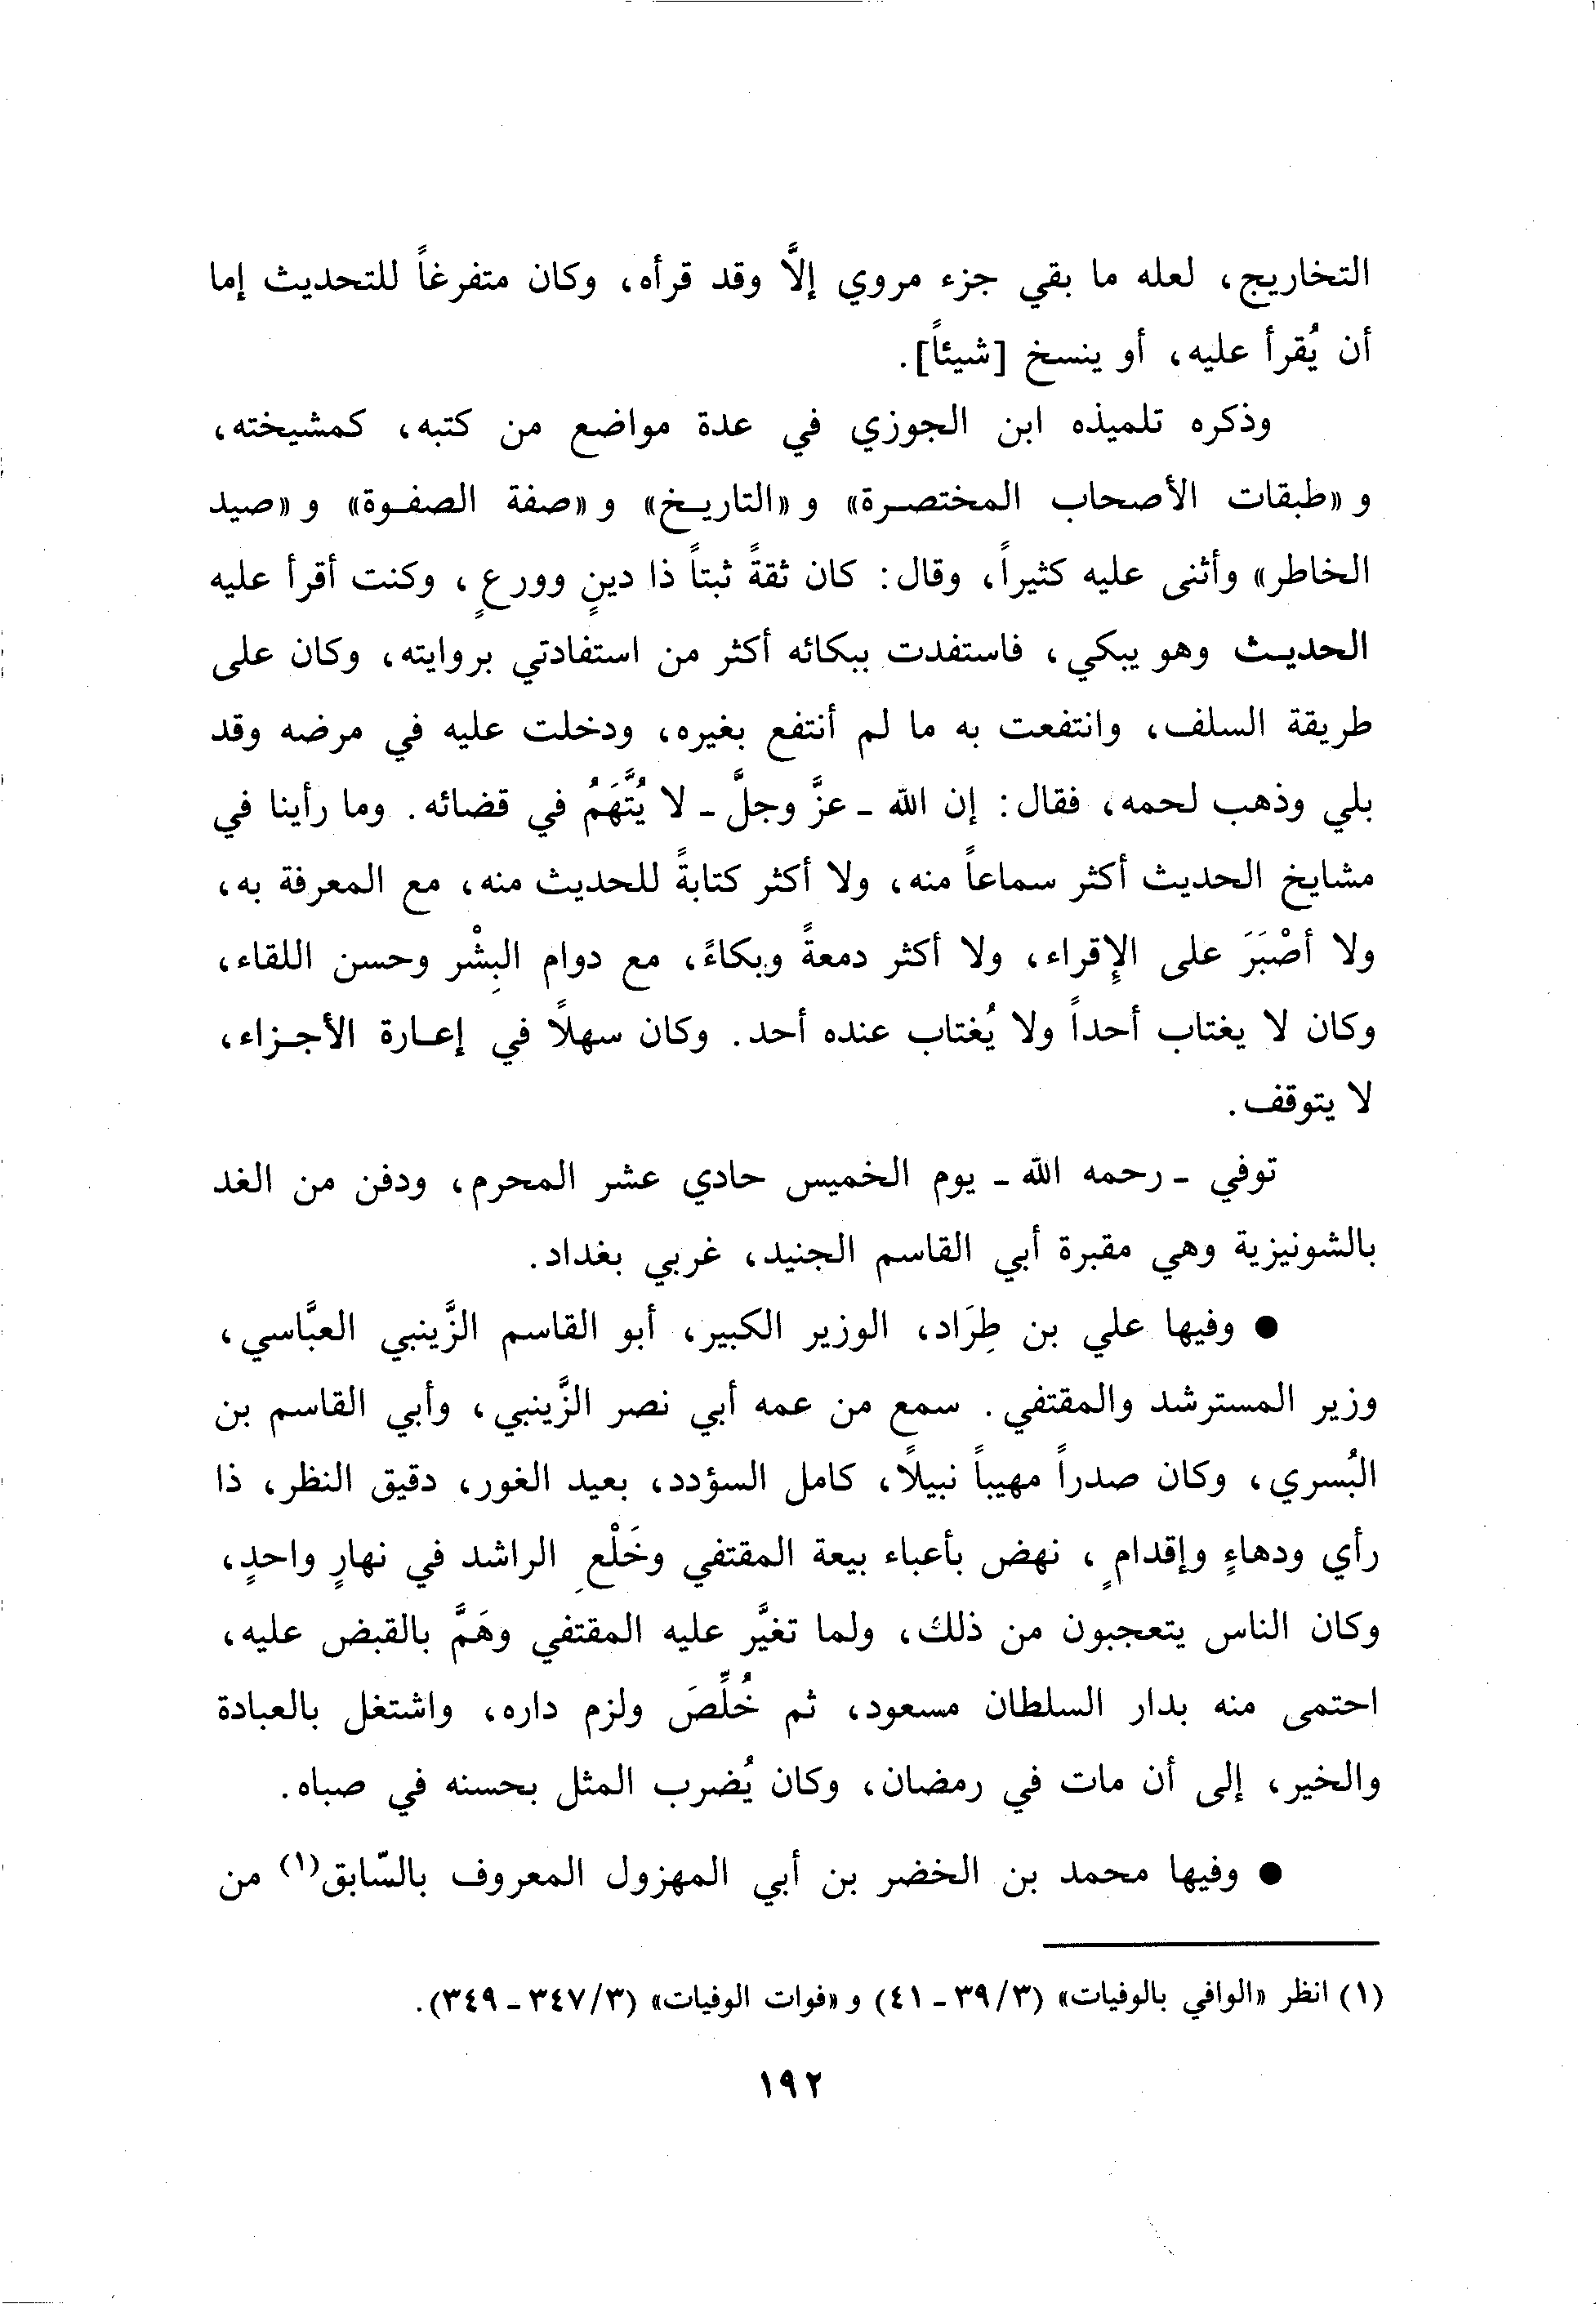 التخاريج، لعله ما بقي جزء مروي إلَّا وقد قرأه، وكان متفرغاً للتحديث إما
أن يُقرأ عليه، أو ينسخ [شيئاً].
وذكره تلميذه ابن الجوزي في عدة مواضع من كتبه، كمشيخته،
و «طبقات الأصحاب المختصرة» و «التاريخ» و «صفة الصفوة» و «صيد
الخاطر» وأثنى عليه كثيراً، وقال: كان ثقةً ثبتاً ذا دينٍ وورعٍ، وكنت أقرأ عليه
الحديث وهو يبكي، فاستفدت ببكائه أكثر من استفادتي بروايته، وكان على
طريقة السلف، وانتفعت به ما لم أنتفع بغيره، ودخلت عليه في مرضه وقد
بلي وذهب لحمه، فقال: إن الله - عزَّ وجلَّ - لا يُتَّهَمُ في قضائه. وما رأينا في
مشايخ الحديث أكثر سماعاً منه، ولا أكثر كتابةً للحديث منه، مع المعرفة به،
ولا أصْبَرَ على الإِقراء، ولا أكثر دمعةً وبكاءً، مع دوام البِشْر وحسن اللقاء،
وكان لا يغتاب أحداً ولا يُغتاب عنده أحد. وكان سهلاً في إعارة الأجزاء،
لا يتوقف.
توفي - رحمه الله - يوم الخميس حادي عشر المحرم، ودفن من الغد
بالشونيزية وهي مقبرة أبي القاسم الجنيد، غربي بغداد.
● وفيها علي بن طِرَاد، الوزير الكبير، أبو القاسم الزَّينبي العبَّاسي،
وزير المسترشد والمقتفي. سمع من عمه أبي نصر الزَّينبي، وأبي القاسم بن
البُسري، وكان صدراً مهيباً نبيلاً، كامل السؤدد، بعيد الغور، دقيق النظر، ذا
رأي ودهاءٍ وإقدامٍ، نهض بأعباء بيعة المقتفي وخَلْعِ الراشد في نهارٍ واحدٍ،
وكان الناس يتعجبون من ذلك، ولما تغيَّر عليه المقتفي وهَمَّ بالقبض عليه،
احتمى منه بدار السلطان مسعود، ثم خُلِّصَ ولزم داره، واشتغل بالعبادة
والخير، إلى أن مات في رمضان، وكان يُضرب المثل بحسنه في صباه.
● وفيها محمد بن الخضر بن أبي المهزول المعروف بالسّابق(١) من
(١) انظر «الوافي بالوفيات» (٣/٣٩ - ٤١) و «فوات الوفيات» (٣/٣٤٧ - ٣٤٩).
١٩٢